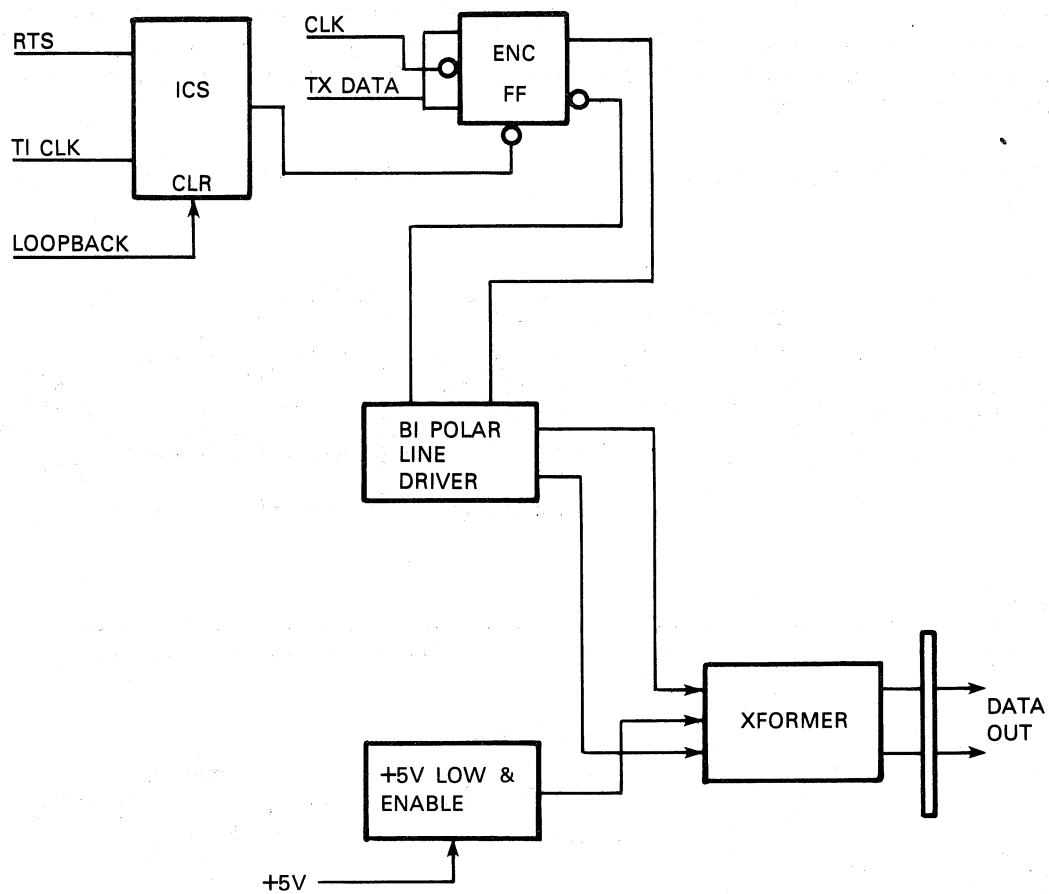 RTS
ICS
TI CLK
CLR
LOOPBACK
CLK
TX DATA
ENC
FF
BI POLAR
LINE
DRIVER
XFORMER
DATA
OUT
+5V LOW &
ENABLE
+5V